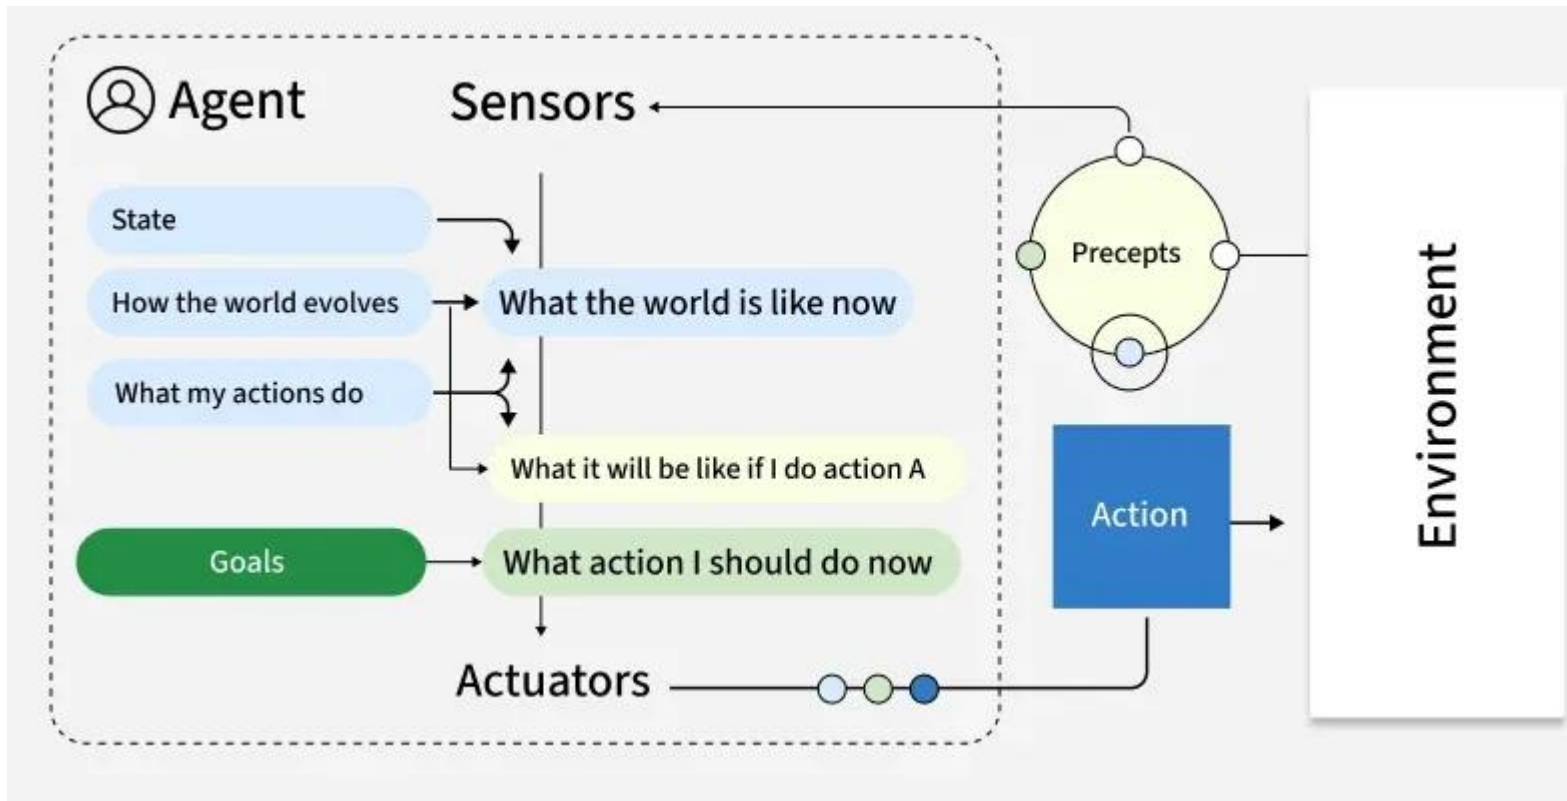 Agent
Sensors
State
How the world evolves
What the world is like now
What my actions do
What it will be like if I do action A
Goals
What action I should do now
Actuators
Precepts
Action
Environment